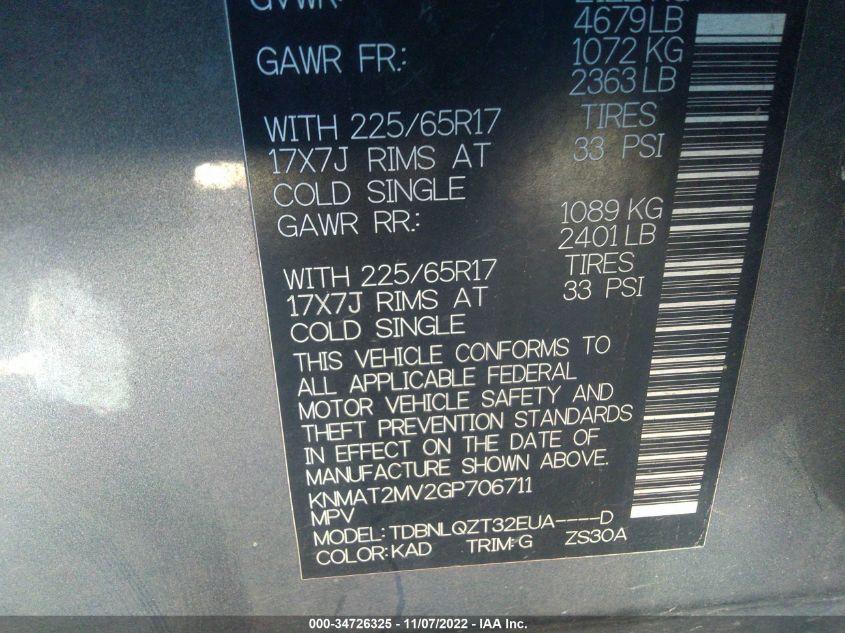 GVWR:
4679 LB
GAWR FR.: 1072 KG
2363 LB
WITH 225/65R17 TIRES
17X7J RIMS AT 33 PSI
COLD SINGLE
GAWR RR.: 1089 KG
2401 LB
WITH 225/65R17 TIRES
17X7J RIMS AT 33 PSI
COLD SINGLE
THIS VEHICLE CONFORMS TO
ALL APPLICABLE FEDERAL
MOTOR VEHICLE SAFETY AND
THEFT PREVENTION STANDARDS
IN EFFECT ON THE DATE OF
MANUFACTURE SHOWN ABOVE.
KNMAT2MV2GP706711
MPV
MODEL: TDBNLQZT32EUA----D
COLOR: KAD TRIM: G ZS30A
000-34726325 - 11/07/2022 - IAA Inc.